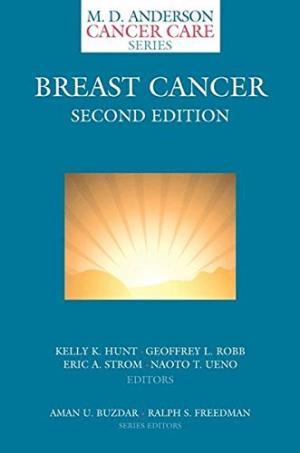 M. D. ANDERSON
CANCER CARE
SERIES
BREAST CANCER
SECOND EDITION
KELLY K. HUNT · GEOFFREY L. ROBB
ERIC A. STROM · NAOTO T. UENO
EDITORS
AMAN U. BUZDAR · RALPH S. FREEDMAN
SERIES EDITORS